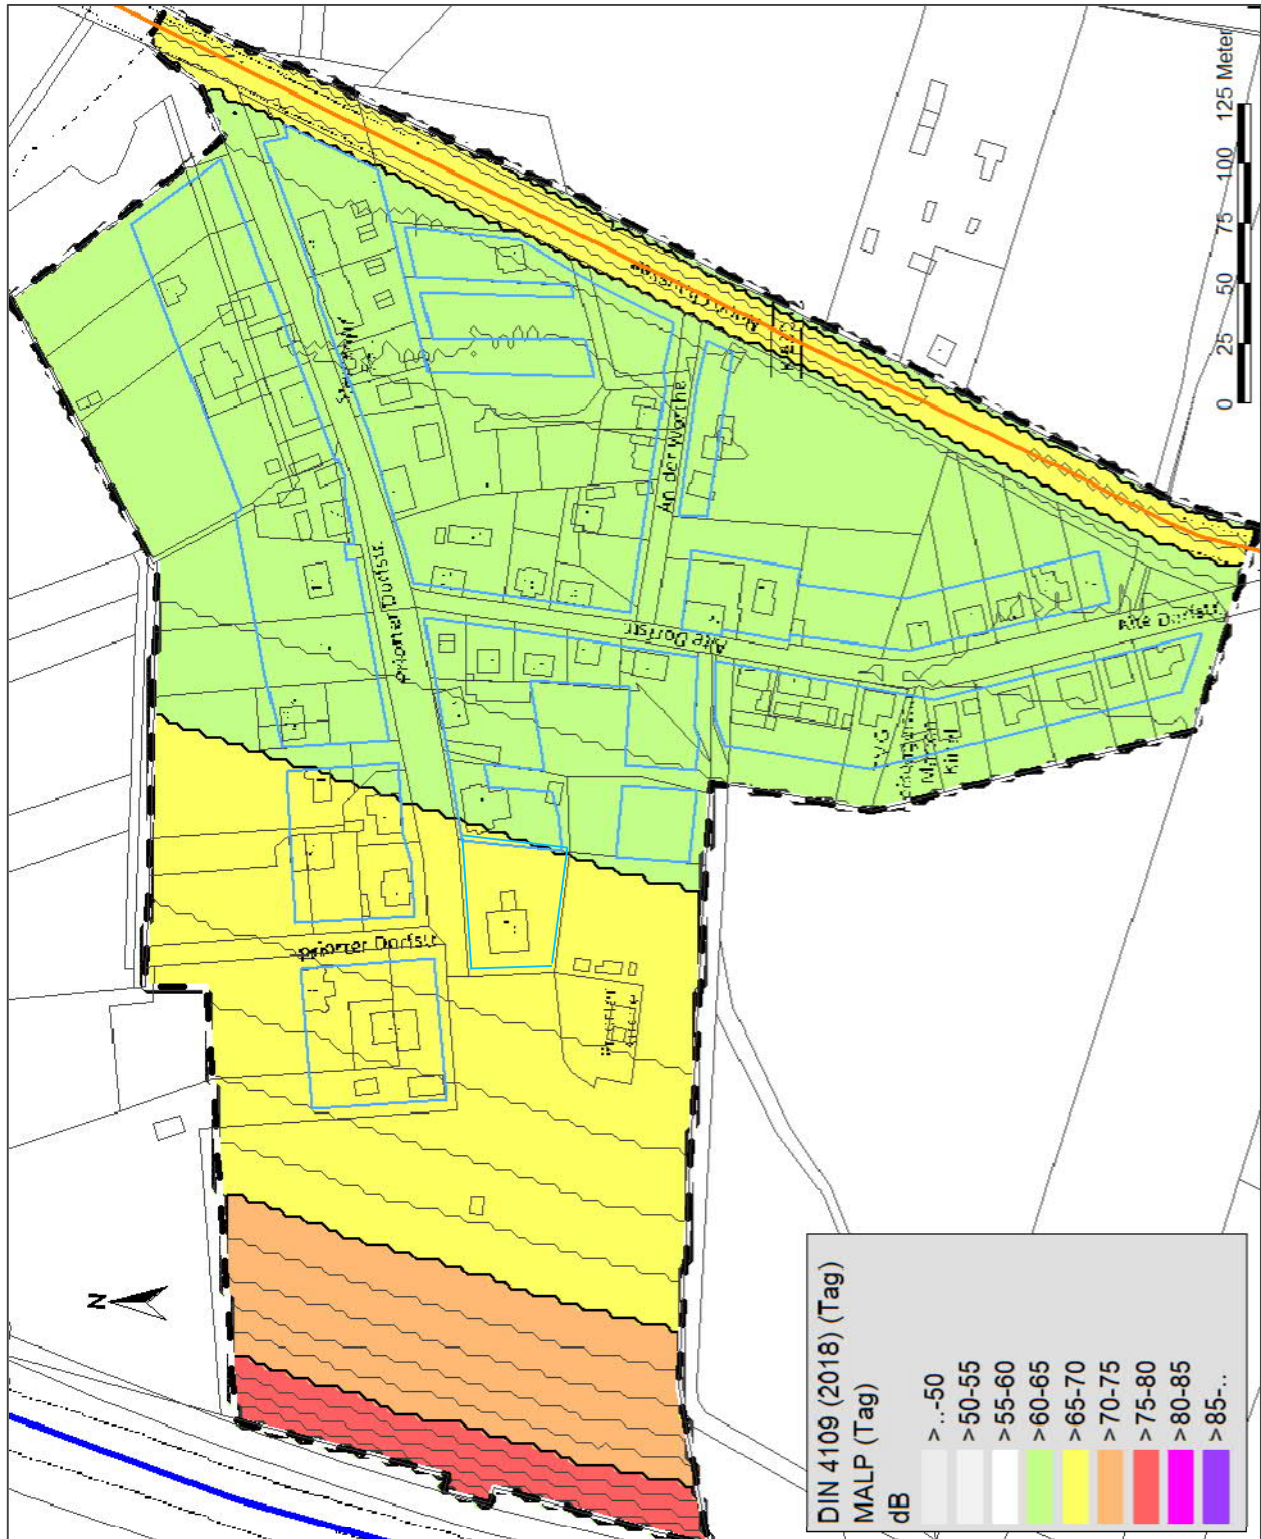 N
Priorter Dorfstr.
Priorter Dorfstr.
An der Worthe
Alte Dorfstr.
Alte Dorfstr.
Kindl
0 25 50 75 100 125 Meter
DIN 4109 (2018) (Tag)
MALP (Tag)
dB
> ..-50
>50-55
>55-60
>60-65
>65-70
>70-75
>75-80
>80-85
>85-..